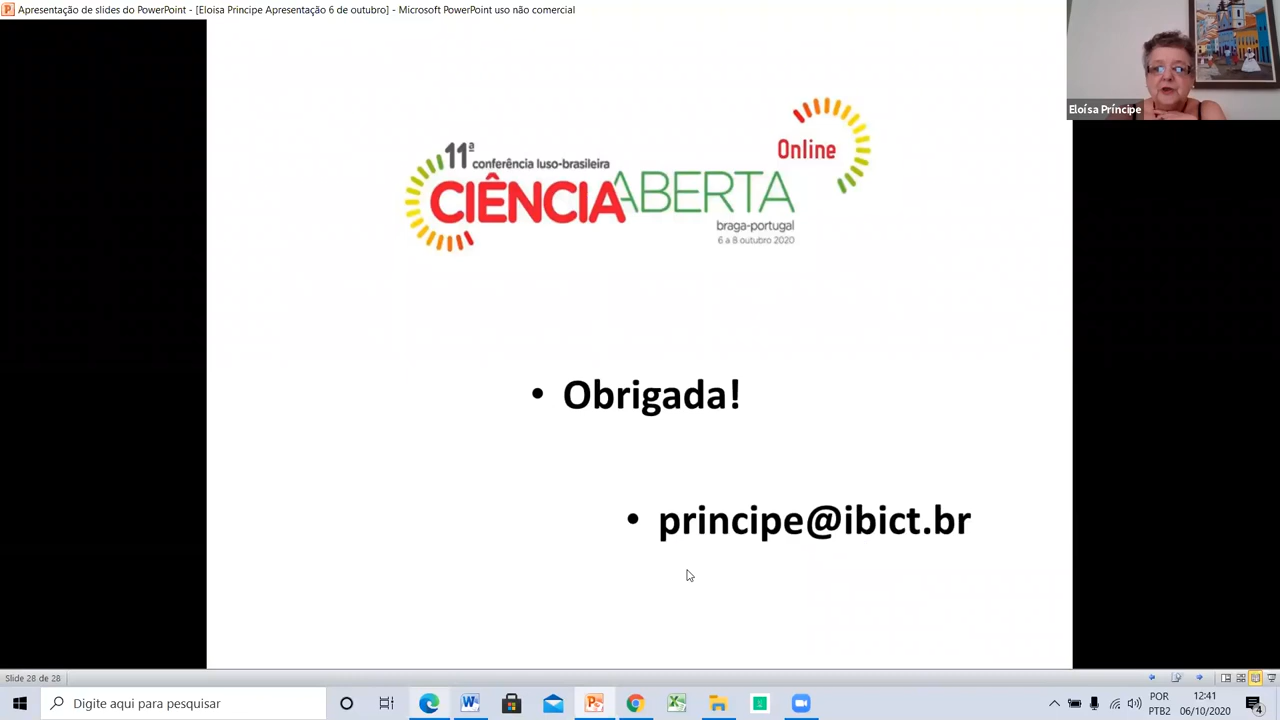 Apresentação de slides do PowerPoint - [Eloisa Principe Apresentação 6 de outubro] - Microsoft PowerPoint uso não comercial
Eloísa Príncipe
11ª conferência luso-brasileira
Online
CIÊNCIA ABERTA
braga-portugal
6 a 8 outubro 2020
• Obrigada!
• principe@ibict.br
Slide 28 de 28
Digite aqui para pesquisar
POR
PTB2
12:41
06/10/2020
4